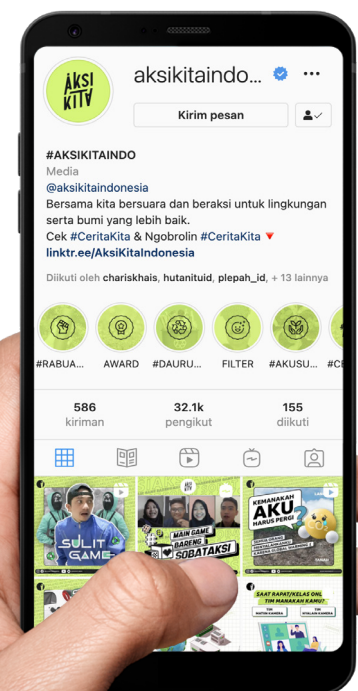 AKSI
KITA
aksikitaindo...
Kirim pesan
#AKSIKITAINDO
Media
@aksikitaindonesia
Bersama kita bersuara dan beraksi untuk lingkungan
serta bumi yang lebih baik.
Cek #CeritaKita & Ngobrolin #CeritaKita
linktr.ee/AksiKitaIndonesia
Diikuti oleh chariskhais, hutanituid, plepah_id, + 13 lainnya
#RABUA... AWARD #DAURU... FILTER #AKUSU...
586 32.1k 155
kiriman pengikut diikuti
SULIT
GAME
MAIN GAME
BARENG
SOBATAKSI
KEMANAKAH
AKU
HARUS PERGI?
SAAT RAPAT/KELAS ONL
TIM MANAKAH KAMU?